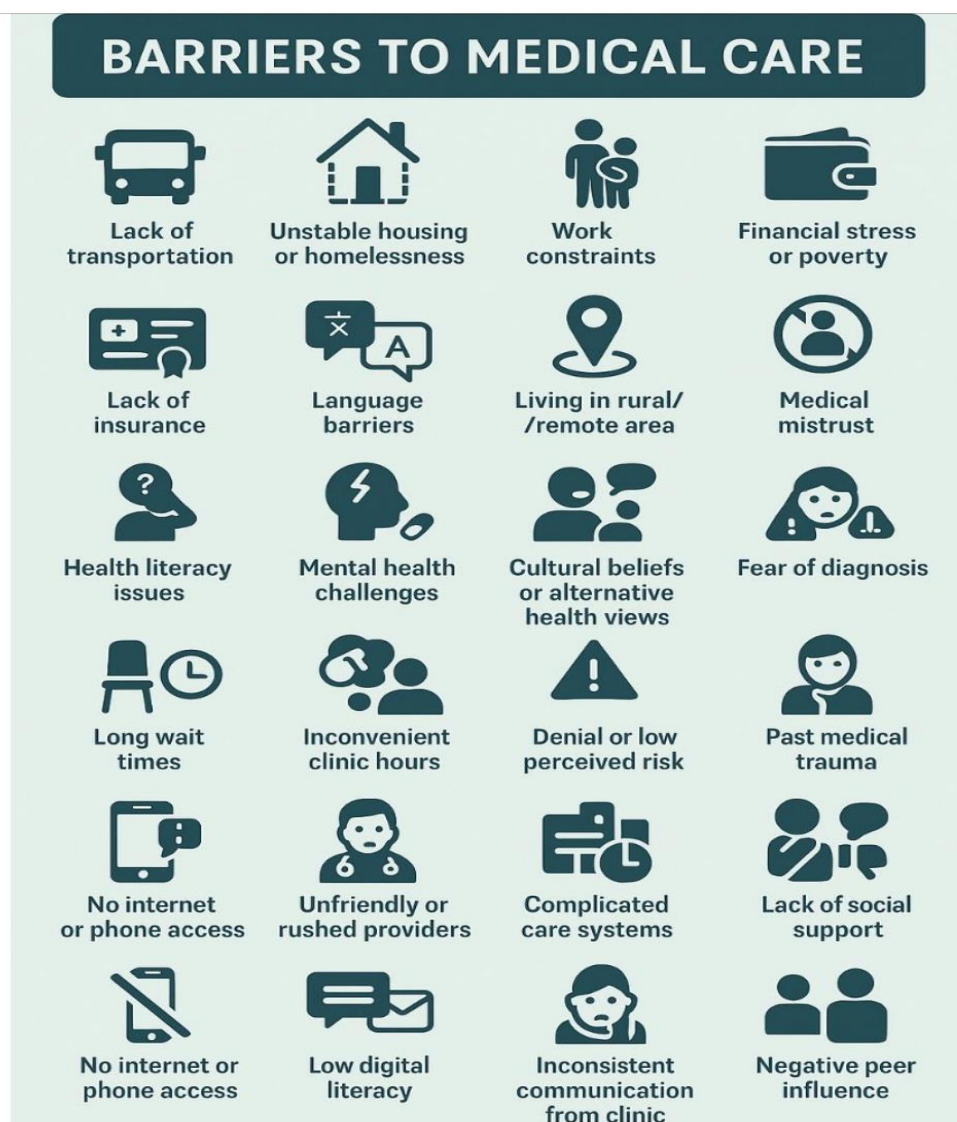 BARRIERS TO MEDICAL CARE
Lack of
transportation
Unstable housing
or homelessness
Work
constraints
Financial stress
or poverty
Lack of
insurance
Language
barriers
Living in rural/
/remote area
Medical
mistrust
Health literacy
issues
Mental health
challenges
Cultural beliefs
or alternative
health views
Fear of diagnosis
Long wait
times
Inconvenient
clinic hours
Denial or low
perceived risk
Past medical
trauma
No internet
or phone access
Unfriendly or
rushed providers
Complicated
care systems
Lack of social
support
No internet or
phone access
Low digital
literacy
Inconsistent
communication
from clinic
Negative peer
influence